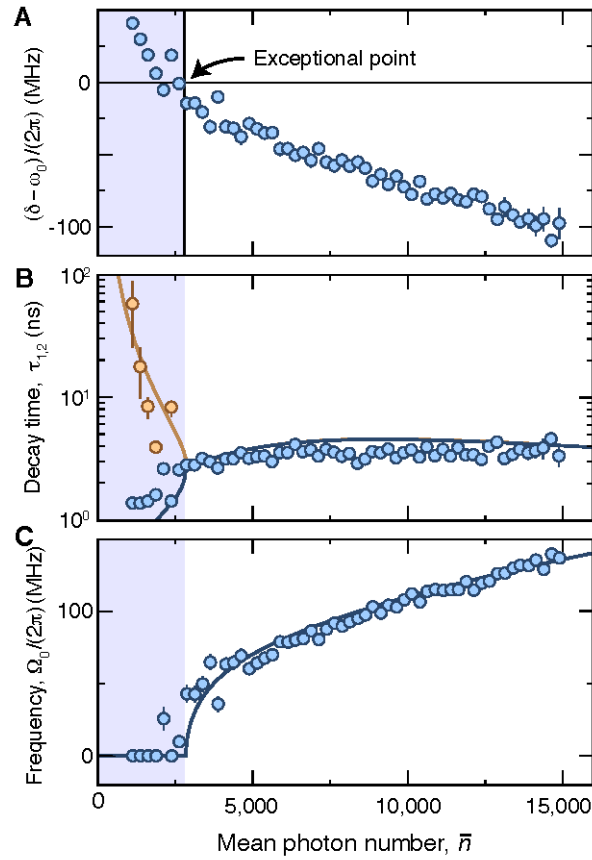 A
0
-100
(δ−ω₀)/(2π) (MHz)
Exceptional point
B
10²
10¹
10⁰
Decay time, τ₁,₂ (ns)
C
100
0
Frequency, Ω₀/(2π) (MHz)
0
5,000
10,000
15,000
Mean photon number, n̄